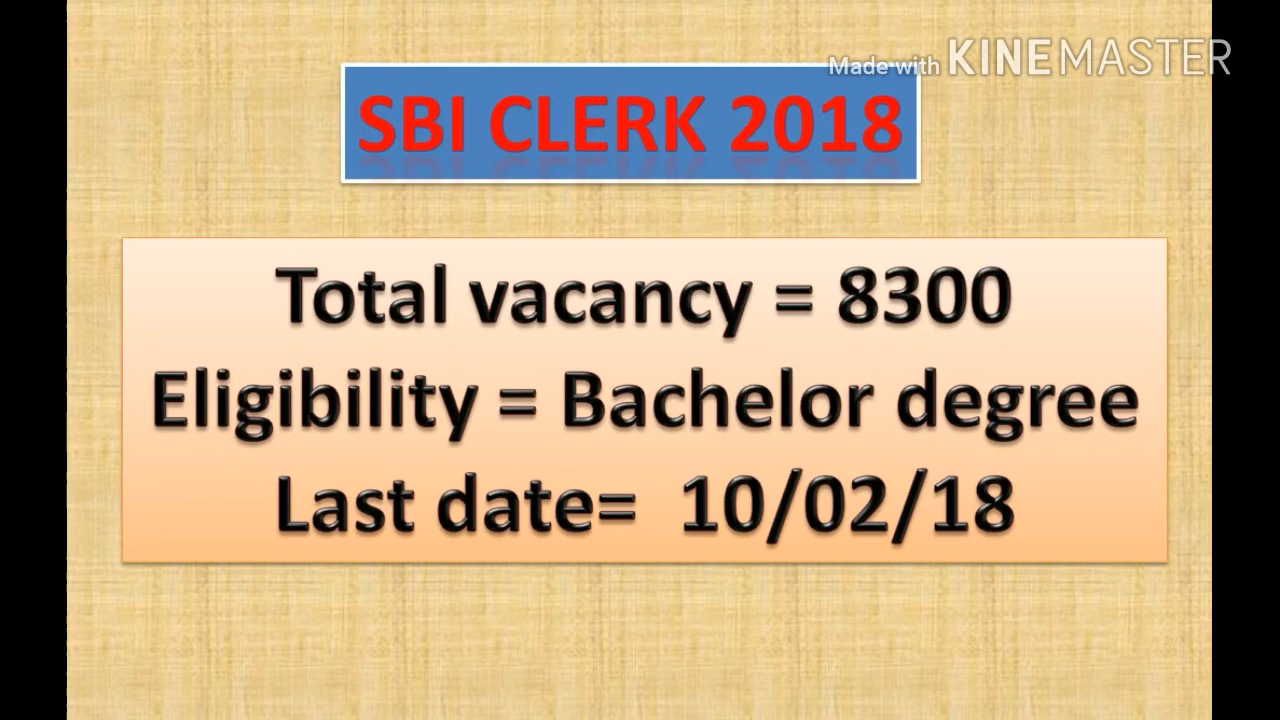 Made with KINEMASTER
SBI CLERK 2018
Total vacancy = 8300
Eligibility = Bachelor degree
Last date= 10/02/18